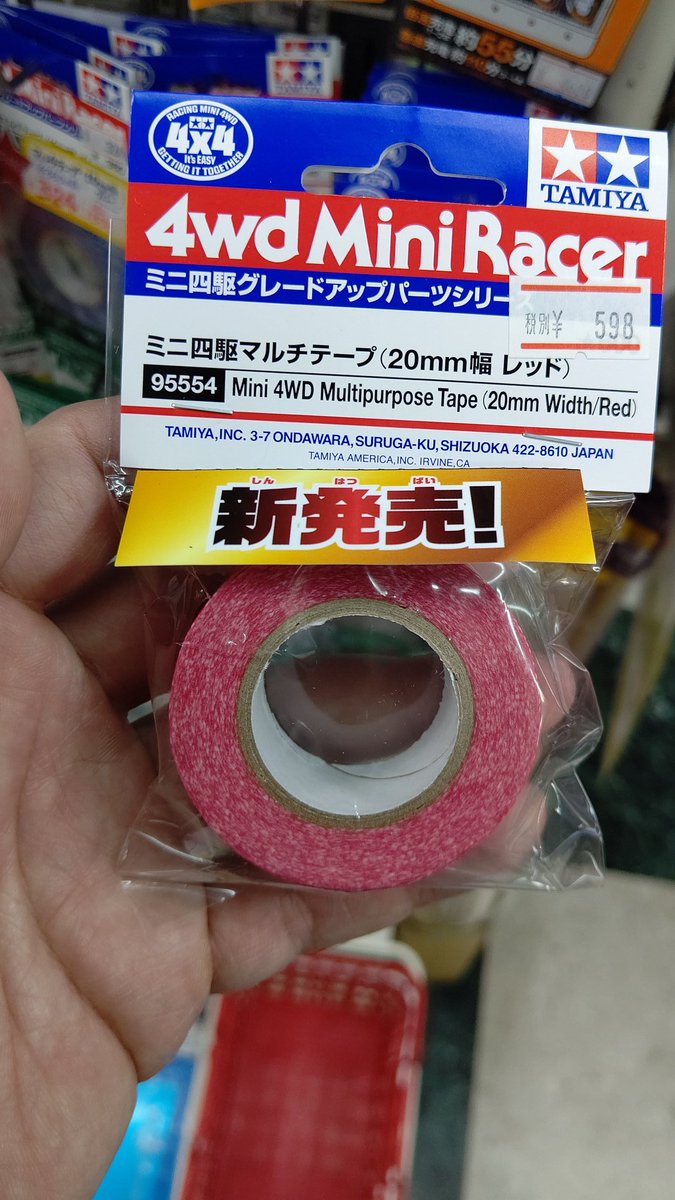 RACING MINI 4WD
4x4
It's EASY
GETTING IT TOGETHER
TAMIYA
4wd Mini Racer
ミニ四駆グレードアップパーツシリーズ
税別¥ 598
ミニ四駆マルチテープ(20mm幅 レッド)
95554 Mini 4WD Multipurpose Tape (20mm Width/Red)
TAMIYA, INC. 3-7 ONDAWARA, SURUGA-KU, SHIZUOKA 422-8610 JAPAN
TAMIYA AMERICA, INC. IRVINE, CA
しん はつ ばい
新発売!
約55分